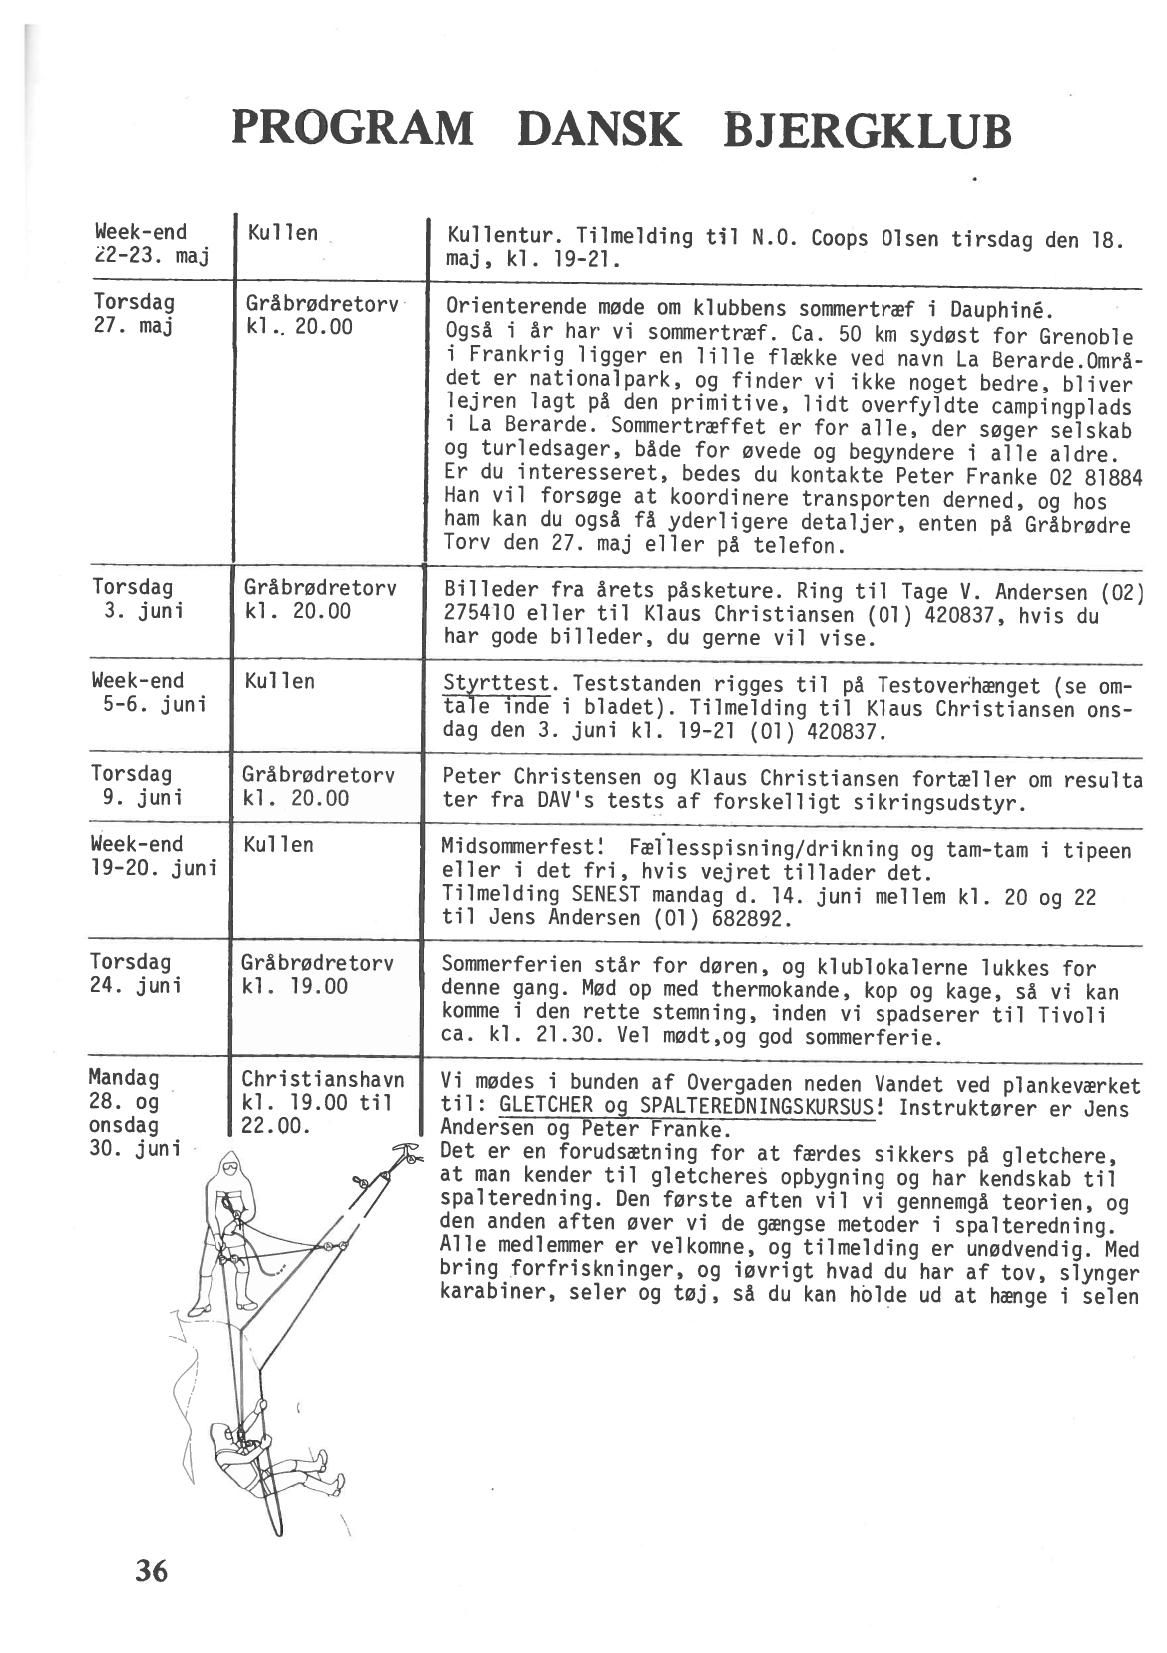 PROGRAM DANSK BJERGKLUB
Week-end
22-23. maj
Kullen
Kullentur. Tilmelding til N.O. Coops Olsen tirsdag den 18.
maj, kl. 19-21.
Torsdag
27. maj
Gråbrødretorv
kl.. 20.00
Orienterende møde om klubbens sommertræf i Dauphiné.
Også i år har vi sommertræf. Ca. 50 km sydøst for Grenoble
i Frankrig ligger en lille flække ved navn La Berarde.Områ-
det er nationalpark, og finder vi ikke noget bedre, bliver
lejren lagt på den primitive, lidt overfyldte campingplads
i La Berarde. Sommertræffet er for alle, der søger selskab
og turledsager, både for øvede og begyndere i alle aldre.
Er du interesseret, bedes du kontakte Peter Franke 02 81884
Han vil forsøge at koordinere transporten derned, og hos
ham kan du også få yderligere detaljer, enten på Gråbrødre
Torv den 27. maj eller på telefon.
Torsdag
3. juni
Gråbrødretorv
kl. 20.00
Billeder fra årets påsketure. Ring til Tage V. Andersen (02)
275410 eller til Klaus Christiansen (01) 420837, hvis du
har gode billeder, du gerne vil vise.
Week-end
5-6. juni
Kullen
Styrttest. Teststanden rigges til på Testoverhænget (se om-
tale inde i bladet). Tilmelding til Klaus Christiansen ons-
dag den 3. juni kl. 19-21 (01) 420837.
Torsdag
9. juni
Gråbrødretorv
kl. 20.00
Peter Christensen og Klaus Christiansen fortæller om resulta
ter fra DAV's tests af forskelligt sikringsudstyr.
Week-end
19-20. juni
Kullen
Midsommerfest! Fællesspisning/drikning og tam-tam i tipeen
eller i det fri, hvis vejret tillader det.
Tilmelding SENEST mandag d. 14. juni mellem kl. 20 og 22
til Jens Andersen (01) 682892.
Torsdag
24. juni
Gråbrødretorv
kl. 19.00
Sommerferien står for døren, og klublokalerne lukkes for
denne gang. Mød op med thermokande, kop og kage, så vi kan
komme i den rette stemning, inden vi spadserer til Tivoli
ca. kl. 21.30. Vel mødt,og god sommerferie.
Mandag
28. og
onsdag
30. juni
Christianshavn
kl. 19.00 til
22.00.
Vi mødes i bunden af Overgaden neden Vandet ved plankeværket
til: GLETCHER og SPALTEREDNINGSKURSUS! Instruktører er Jens
Andersen og Peter Franke.
Det er en forudsætning for at færdes sikkers på gletchere,
at man kender til gletcheres opbygning og har kendskab til
spalteredning. Den første aften vil vi gennemgå teorien, og
den anden aften øver vi de gængse metoder i spalteredning.
Alle medlemmer er velkomne, og tilmelding er unødvendig. Med
bring forfriskninger, og iøvrigt hvad du har af tov, slynger
karabiner, seler og tøj, så du kan holde ud at hænge i selen
36